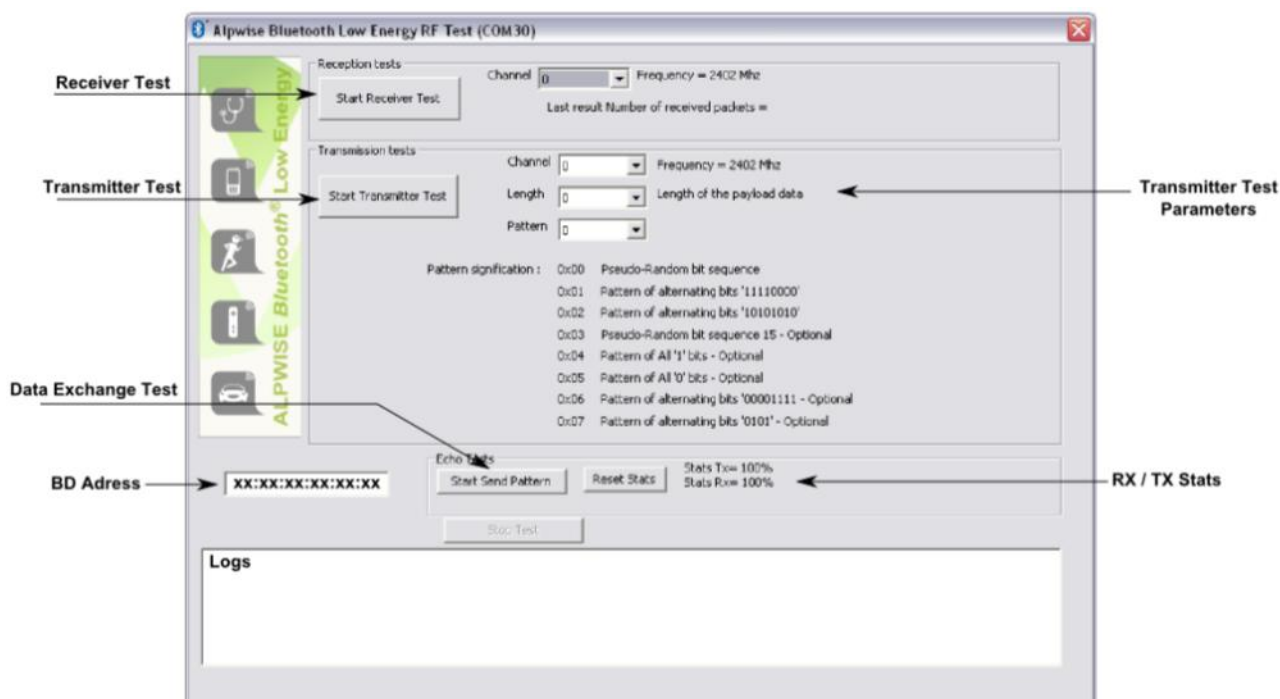 Alpwise Bluetooth Low Energy RF Test (COM30)
Receiver Test
Reception tests
Start Receiver Test
Channel 0 Frequency = 2402 Mhz
Last result Number of received packets =
Transmission tests
Transmitter Test
Start Transmitter Test
Channel 0 Frequency = 2402 Mhz
Length 0 Length of the payload data
Pattern 0
Transmitter Test
Parameters
Pattern signification : 0x00 Pseudo-Random bit sequence
0x01 Pattern of alternating bits '11110000'
0x02 Pattern of alternating bits '10101010'
0x03 Pseudo-Random bit sequence 15 - Optional
0x04 Pattern of All '1' bits - Optional
0x05 Pattern of All '0' bits - Optional
0x06 Pattern of alternating bits '00001111 - Optional
0x07 Pattern of alternating bits '0101' - Optional
ALPWISE Bluetooth® Low Energy
Data Exchange Test
BD Adress
xx:xx:xx:xx:xx:xx
Start Send Pattern
Reset Stats
Stats Tx= 100%
Stats Rx= 100%
RX / TX Stats
Stop Test
Logs